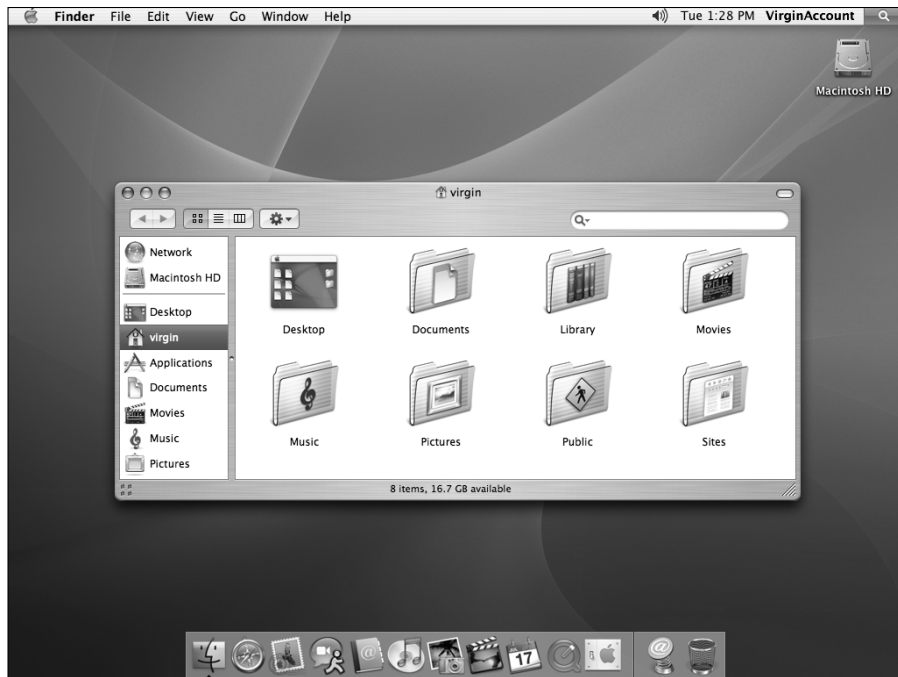 Finder File Edit View Go Window Help Tue 1:28 PM VirginAccount
Macintosh HD
virgin
Network
Macintosh HD
Desktop
virgin
Applications
Documents
Movies
Music
Pictures
Desktop Documents Library Movies
Music Pictures Public Sites
8 items, 16.7 GB available
17